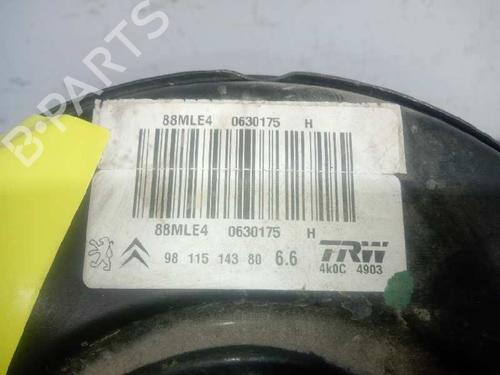 88MLE4 0630175 H
88MLE4 0630175 H
98 115 143 80 6.6
TRW
4k0C 4903
B-PARTS